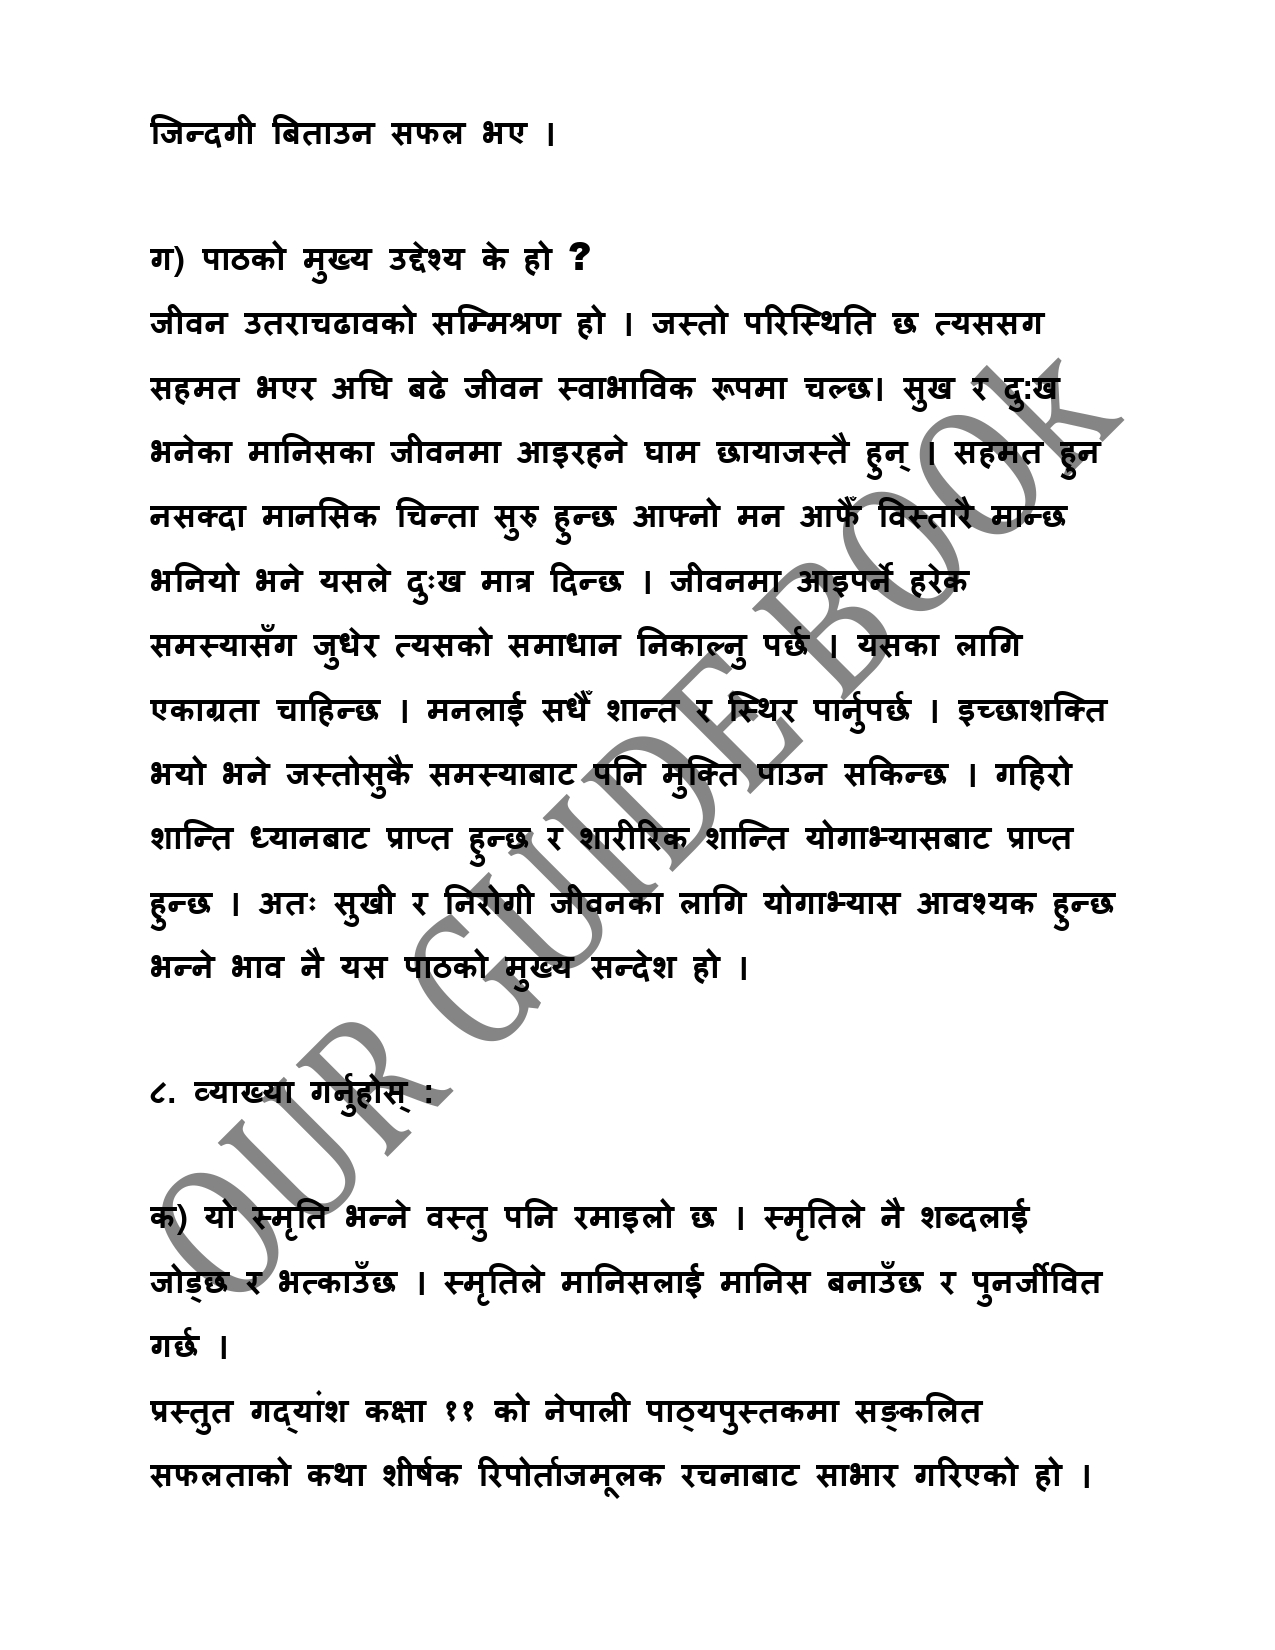 जिन्दगी बिताउन सफल भए ।
ग) पाठको मुख्य उद्देश्य के हो ?
जीवन उतराचढावको सम्मिश्रण हो । जस्तो परिस्थिति छ त्यससग
सहमत भएर अघि बढे जीवन स्वाभाविक रूपमा चल्छ। सुख र दु:ख
भनेका मानिसका जीवनमा आइरहने घाम छायाजस्तै हुन् । सहमत हुन
नसक्दा मानसिक चिन्ता सुरु हुन्छ आफ्नो मन आफैँ विस्तारै मान्छ
भनियो भने यसले दुःख मात्र दिन्छ । जीवनमा आइपर्ने हरेक
समस्यासँग जुधेर त्यसको समाधान निकाल्नु पर्छ । यसका लागि
एकाग्रता चाहिन्छ । मनलाई सधैँ शान्त र स्थिर पार्नुपर्छ । इच्छाशक्ति
भयो भने जस्तोसुकै समस्याबाट पनि मुक्ति पाउन सकिन्छ । गहिरो
शान्ति ध्यानबाट प्राप्त हुन्छ र शारीरिक शान्ति योगाभ्यासबाट प्राप्त
हुन्छ । अतः सुखी र निरोगी जीवनका लागि योगाभ्यास आवश्यक हुन्छ
भन्ने भाव नै यस पाठको मुख्य सन्देश हो ।
८. व्याख्या गर्नुहोस् :
क) यो स्मृति भन्ने वस्तु पनि रमाइलो छ । स्मृतिले नै शब्दलाई
जोड्छ र भत्काउँछ । स्मृतिले मानिसलाई मानिस बनाउँछ र पुनर्जीवित
गर्छ ।
प्रस्तुत गद्यांश कक्षा ११ को नेपाली पाठ्यपुस्तकमा सङ्कलित
सफलताको कथा शीर्षक रिपोर्ताजमूलक रचनाबाट साभार गरिएको हो ।
OUR GUIDE BOOK